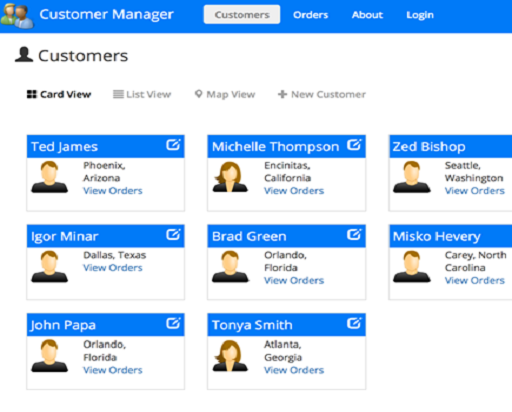 Customer Manager Customers Orders About Login
Customers
Card View List View Map View New Customer
Ted James
Phoenix,
Arizona
View Orders
Michelle Thompson
Encinitas,
California
View Orders
Zed Bishop
Seattle,
Washington
View Orders
Igor Minar
Dallas, Texas
View Orders
Brad Green
Orlando,
Florida
View Orders
Misko Hevery
Carey, North
Carolina
View Orders
John Papa
Orlando,
Florida
View Orders
Tonya Smith
Atlanta,
Georgia
View Orders